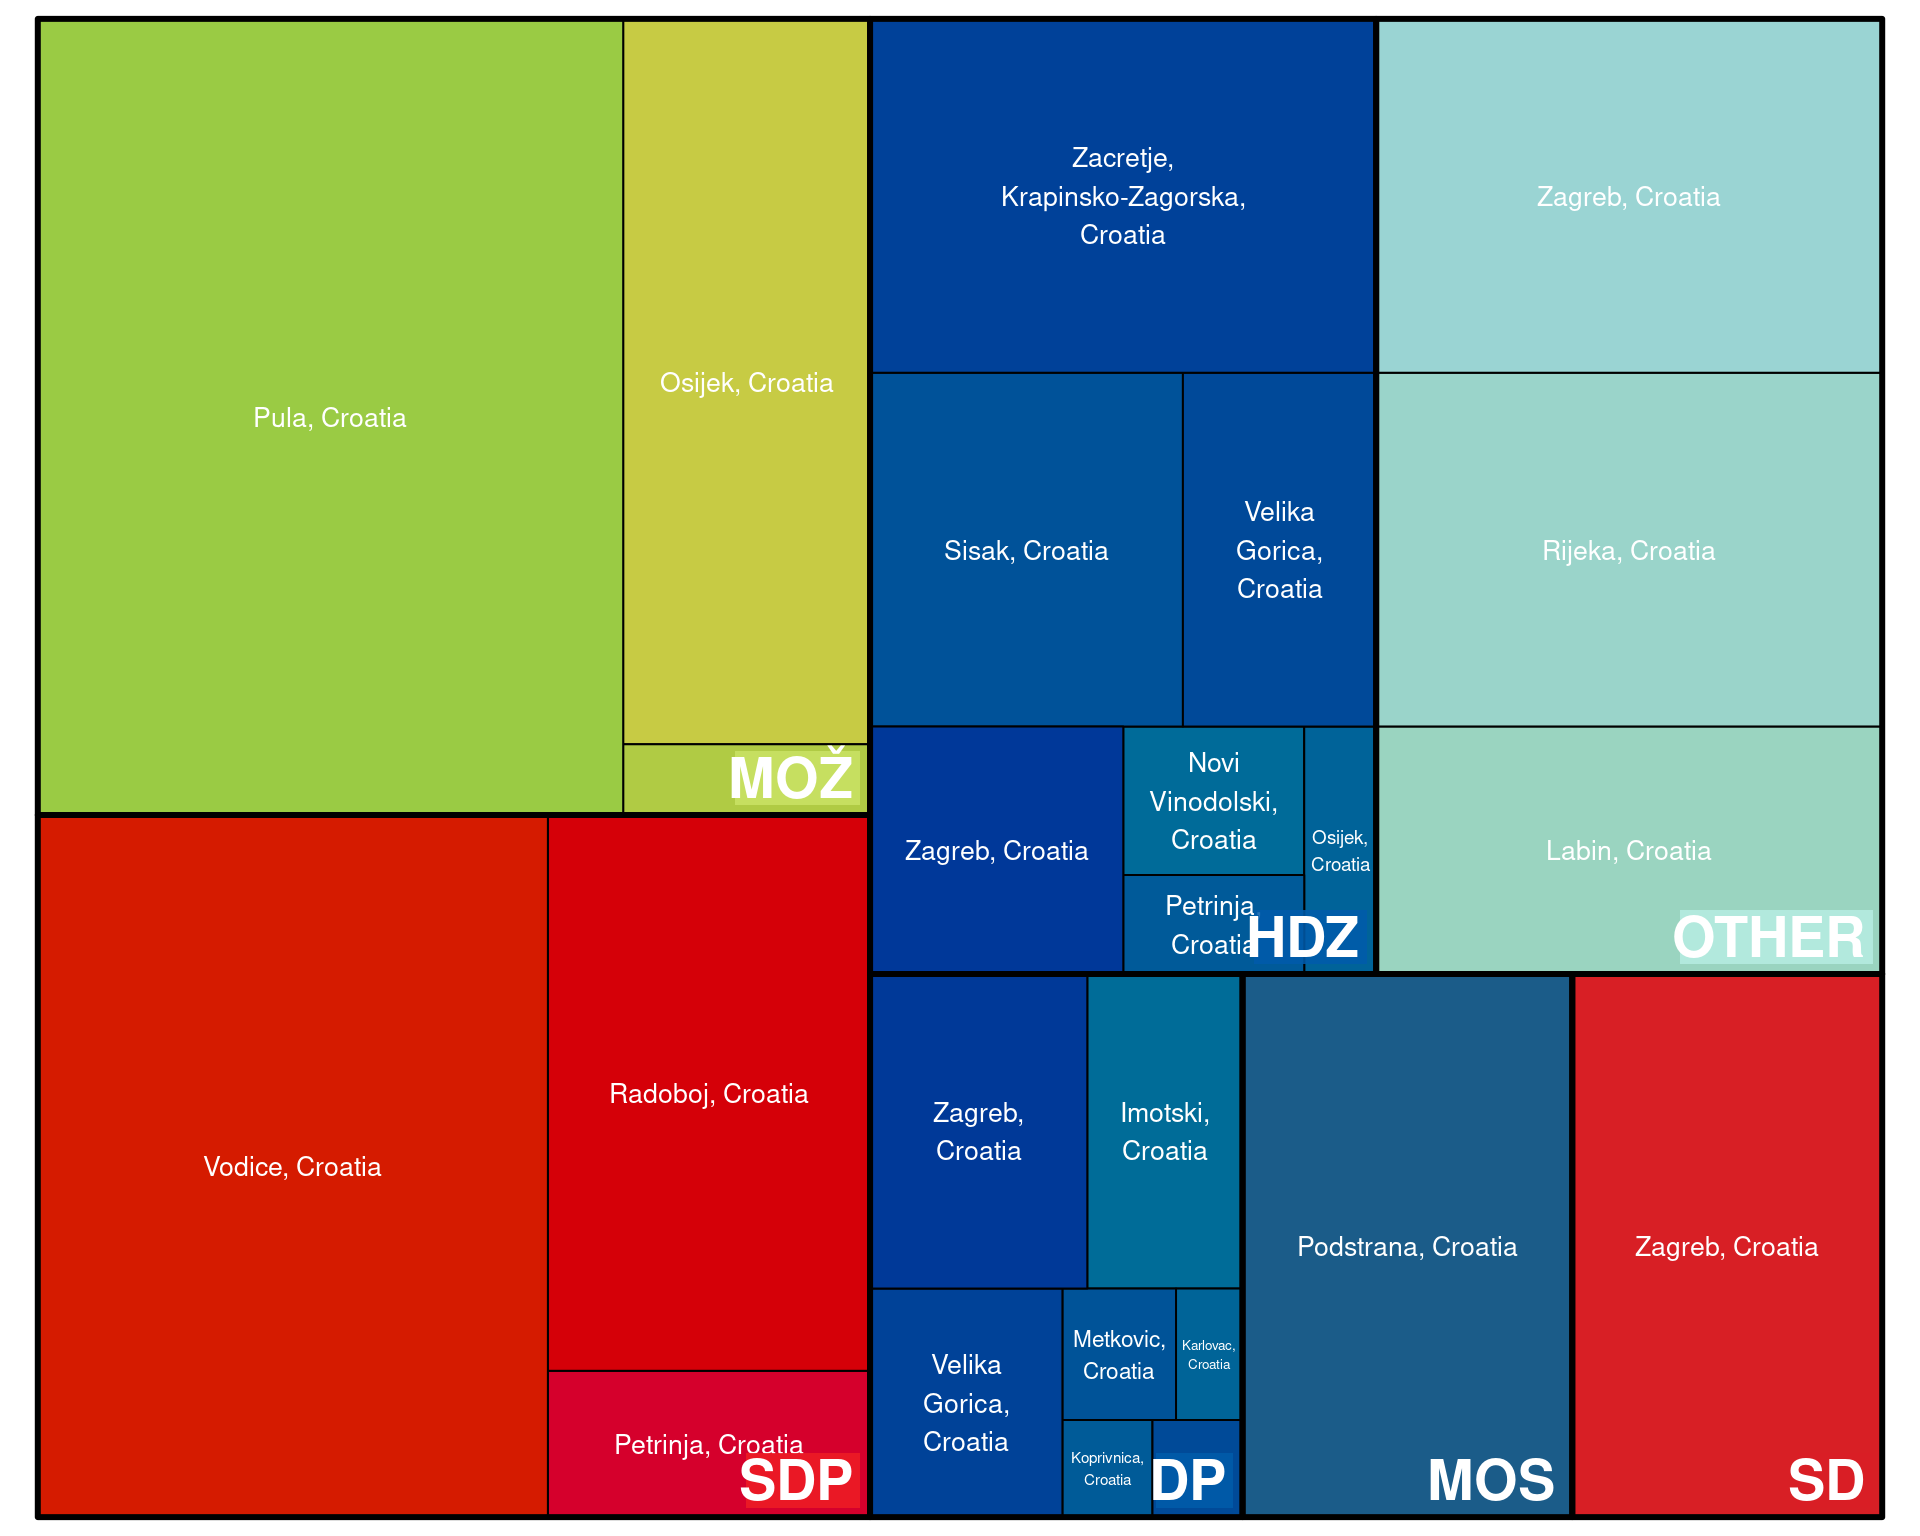 Pula, Croatia
Osijek, Croatia
MOŽ
Vodice, Croatia
Radoboj, Croatia
Petrinja, Croatia
SDP
Zacretje,
Krapinsko-Zagorska,
Croatia
Sisak, Croatia
Velika
Gorica,
Croatia
Zagreb, Croatia
Novi
Vinodolski,
Croatia
Osijek,
Croatia
Petrinja
Croatia
HDZ
Zagreb, Croatia
Rijeka, Croatia
Labin, Croatia
OTHER
Zagreb,
Croatia
Imotski,
Croatia
Velika
Gorica,
Croatia
Metkovic,
Croatia
Karlovac,
Croatia
Koprivnica,
Croatia
DP
Podstrana, Croatia
MOS
Zagreb, Croatia
SD